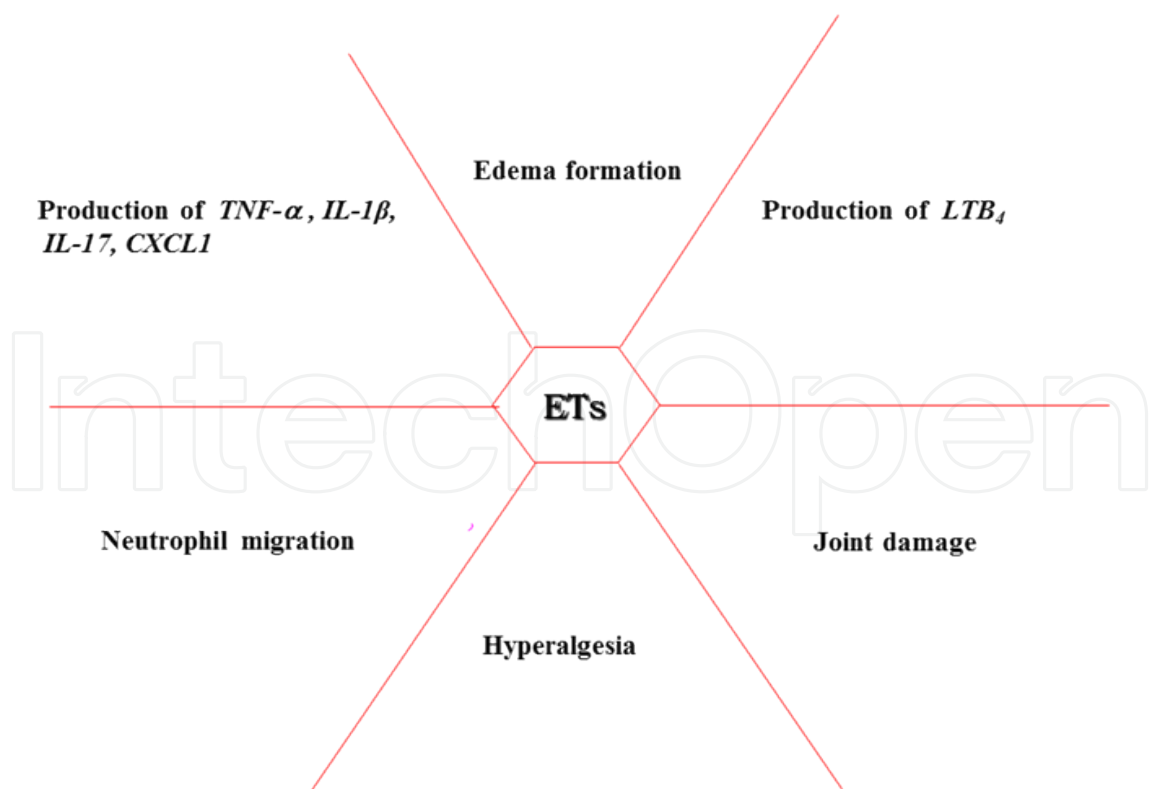 Edema formation
Production of TNF-α, IL-1β,
IL-17, CXCL1
Production of LTB₄
IntechOpen
ETs
Neutrophil migration
Joint damage
Hyperalgesia